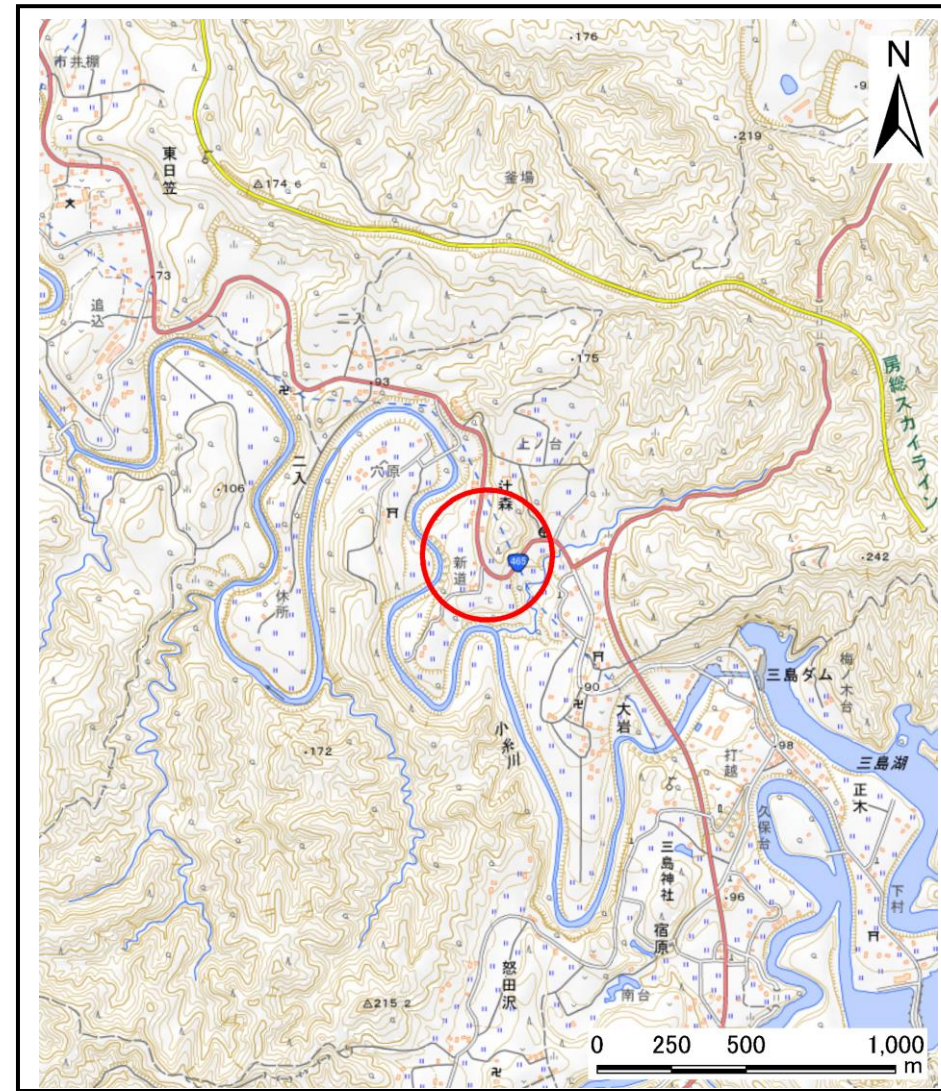 ・176
市井棚
N
・219
東日笠
△174.6
釜場
・73
追込
二入
・175
房総スカイライン
・93
上ノ台
・106
二入
穴原
辻森
465
・242
新道
休所
三島ダム
梅ノ木台
・90
大岩
小糸川
・172
・98
三島湖
打越
正木
久保台
三島神社
・96
下村
宿原
怒田沢
△215.2
南台
0 250 500 1,000
m